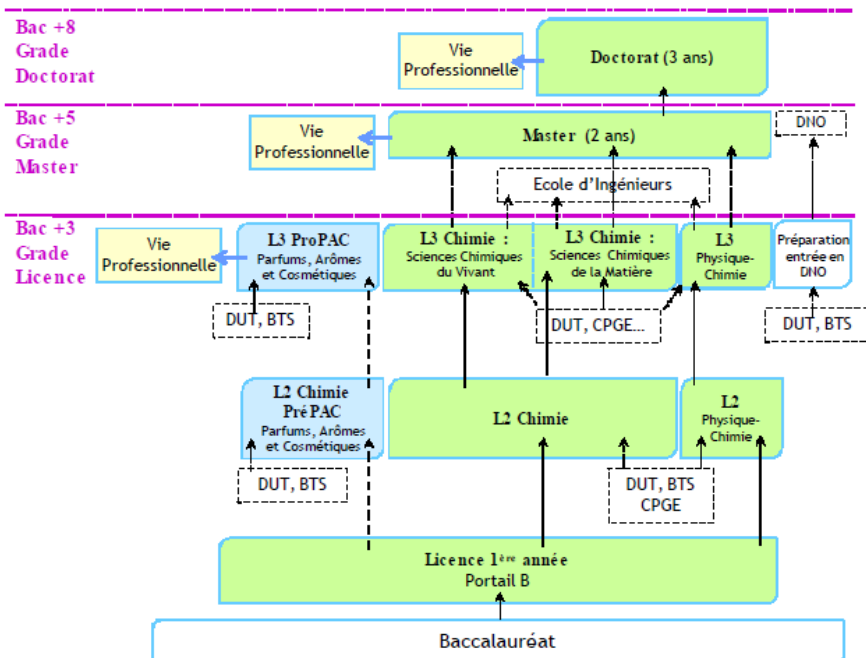 Bac +8
Grade
Doctorat
Vie
Professionnelle
Doctorat (3 ans)
Bac +5
Grade
Master
Vie
Professionnelle
Master (2 ans)
DNO
Ecole d'Ingénieurs
Bac +3
Grade
Licence
Vie
Professionnelle
L3 ProPAC
Parfums, Arômes
et Cosmétiques
L3 Chimie :
Sciences Chimiques
du Vivant
L3 Chimie :
Sciences Chimiques
de la Matière
L3
Physique-
Chimie
Préparation
entrée en
DNO
DUT, BTS
DUT, CPGE...
DUT, BTS
L2 Chimie
PréPAC
Parfums, Arômes
et Cosmétiques
L2 Chimie
L2
Physique-
Chimie
DUT, BTS
DUT, BTS
CPGE
Licence 1ère année
Portail B
Baccalauréat